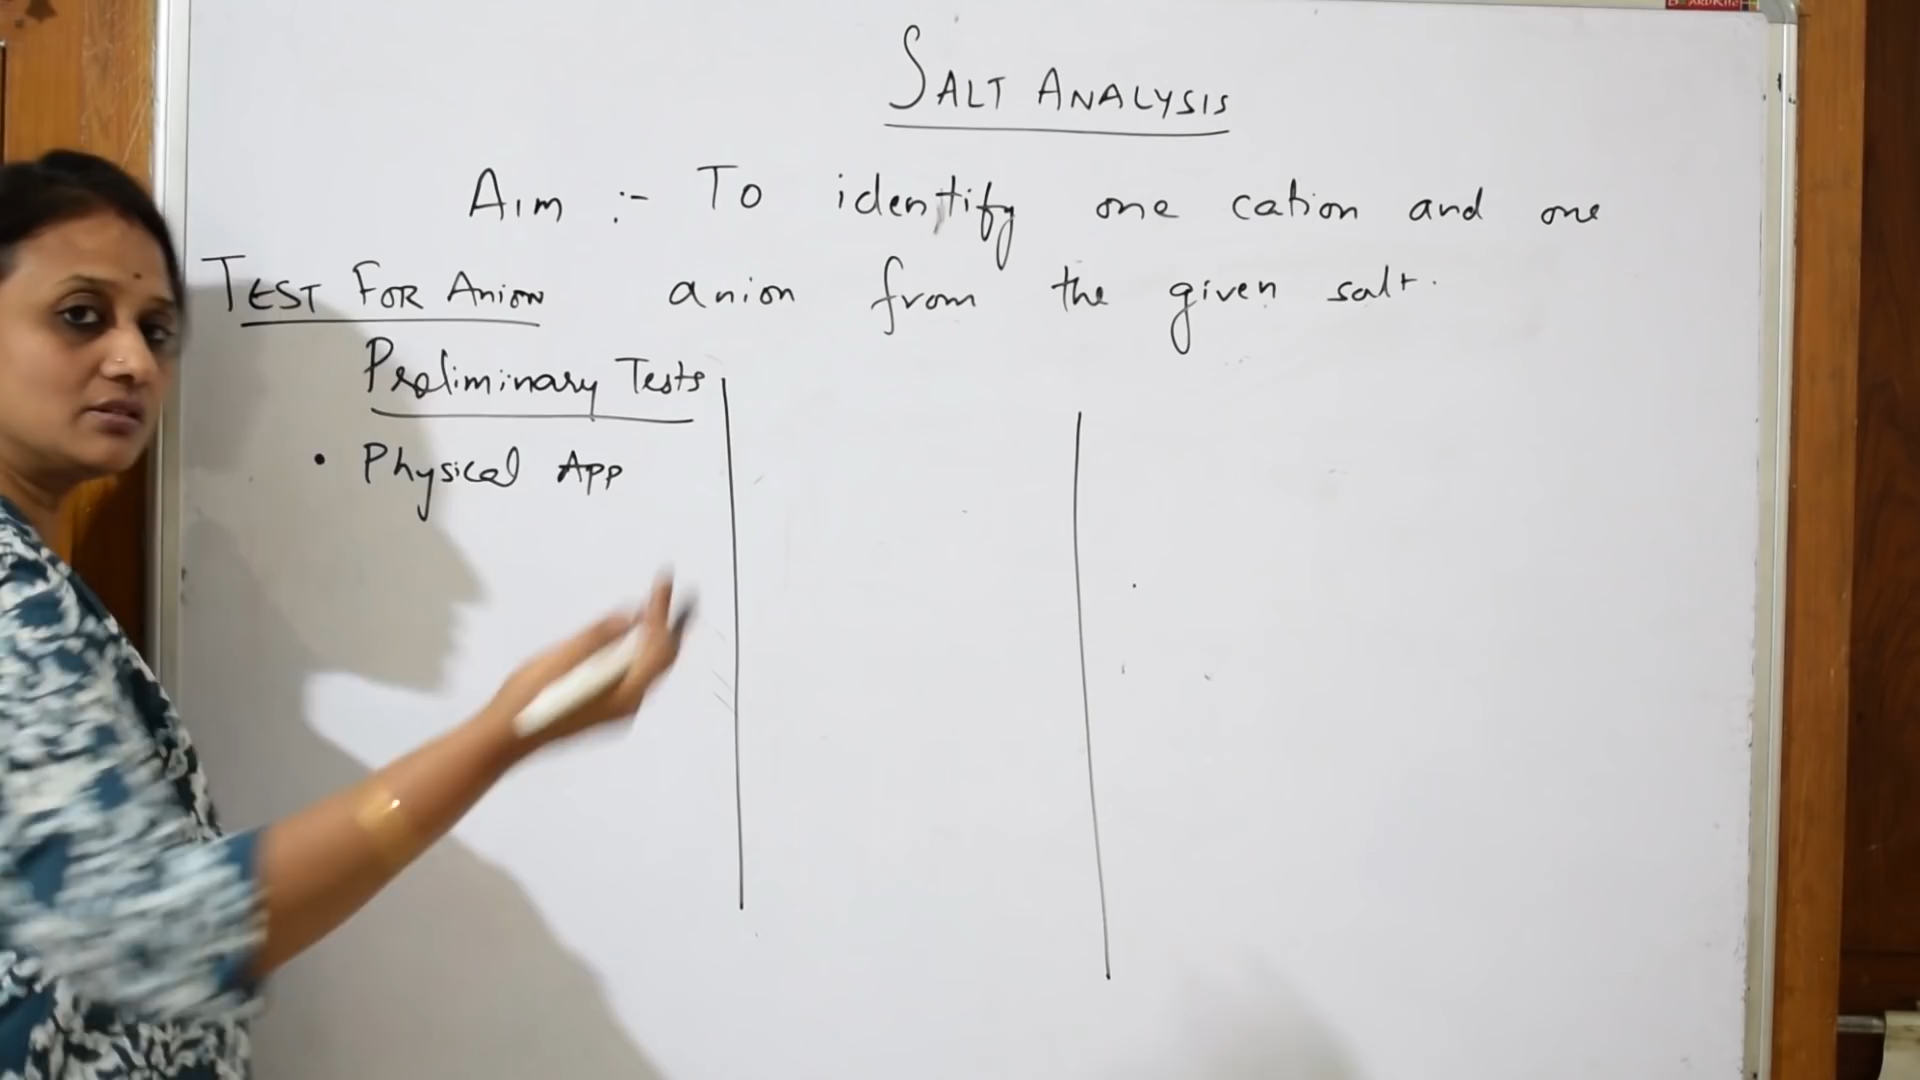 SALT ANALYSIS
AIM :- To identify one cation and one
anion from the given salt.
TEST FOR Anion
Preliminary Tests
• Physical App